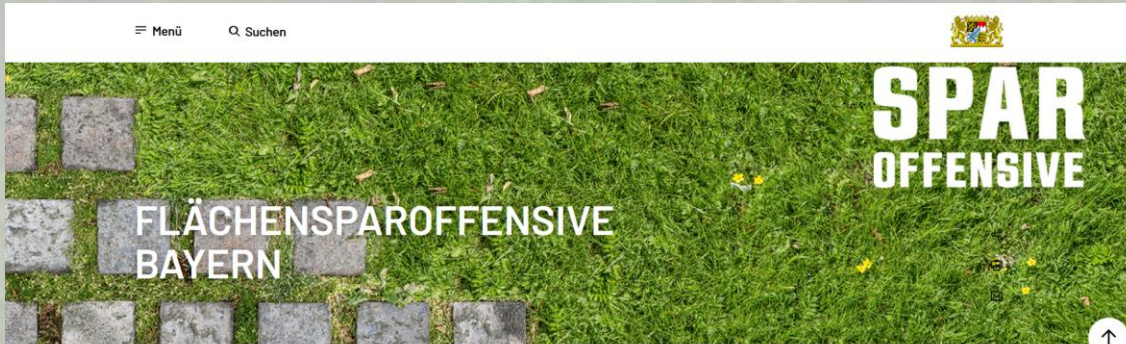 Menü
Suchen
SPAR
OFFENSIVE
FLÄCHENSPAROFFENSIVE
BAYERN